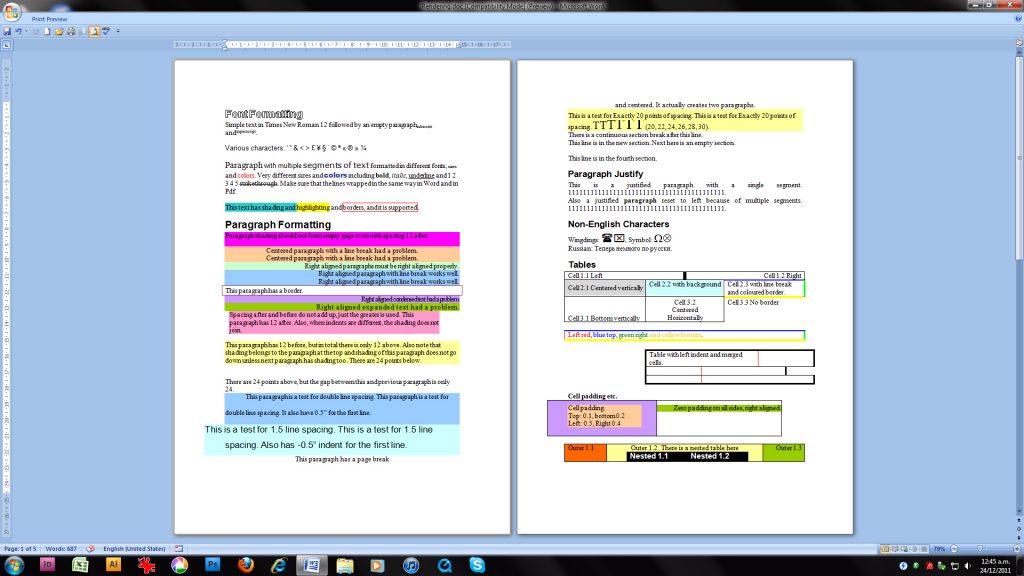 Rendering.doc [Compatibility Mode] (Preview) - Microsoft Word
Print Preview
Font Formatting
Simple text in Times New Roman 12 followed by an empty paragraph subscript
and superscript.
Various characters: ' " & < > £ ¥ § ¨ © ª « ® » ¼
Paragraph with multiple segments of text formatted in different fonts, sizes
and colors. Very different sizes and colors including bold, italic, underline and 1 2
3 4 5 strikethrough. Make sure that the lines wrapped in the same way in Word and in
Pdf.
This text has shading and highlighting and borders, and it is supported.
Paragraph Formatting
Paragraph shading should not form empty gaps even with spacing 12 after.
Centered paragraph with a line break had a problem.
Centered paragraph with a line break had a problem.
Right aligned paragraphs must be right aligned properly.
Right aligned paragraph with line break works well.
Right aligned paragraph with line break works well.
This paragraph has a border.
Right aligned condensed text had a problem.
Right aligned expanded text had a problem.
Spacing after and before do not add up, just the greater is used. This
paragraph has 12 after. Also, when indents are different, the shading does not
join.
This paragraph has 12 before, but in total there is only 12 above. Also note that
shading belongs to the paragraph at the top and shading of this paragraph does not go
down unless next paragraph has shading too. There are 24 points below.
There are 24 points above, but the gap between this and previous paragraph is only
24.
This paragraph is a test for double line spacing. This paragraph is a test for
double line spacing. It also have 0.5" for the first line.
This is a test for 1.5 line spacing. This is a test for 1.5 line
spacing. Also has -0.5" indent for the first line.
This paragraph has a page break
and centered. It actually creates two paragraphs.
This is a test for Exactly 20 points of spacing. This is a test for Exactly 20 points of
spacing. TTTTTT (20, 22, 24, 26, 28, 30).
There is a continuous section break after this line.
This line is in the new section. Next here is an empty section.
This line is in the fourth section.
Paragraph Justify
This is a justified paragraph with a single segment.
Also a justified paragraph reset to left because of multiple segments.
Non-English Characters
Wingdings: ☎ ⌧, Symbol: Ω⊗
Russian: Теперь немного по русски.
Tables
Cell 1.1 Left Cell 1.2 Right
Cell 2.1 Centered vertically Cell 2.2 with background Cell 2.3 with line break
and coloured border.
Cell 3.1 Bottom vertically Cell 3.2
Centered
Horizontally
Cell 3.3 No border
Left red, blue top, green right and yellow bottom.
Table with left indent and merged
cells.
Cell padding etc.
Cell padding.
Top: 0.1, bottom 0.2
Left: 0.5, Right 0.4
Zero padding on all sides, right aligned
Outer 1.1 Outer 1.2. There is a nested table here Outer 1.3
Nested 1.1 Nested 1.2
Page: 1 of 5 Words: 687 English (United States) 79%
Id Ai Ps
12:45 a.m.
24/12/2011